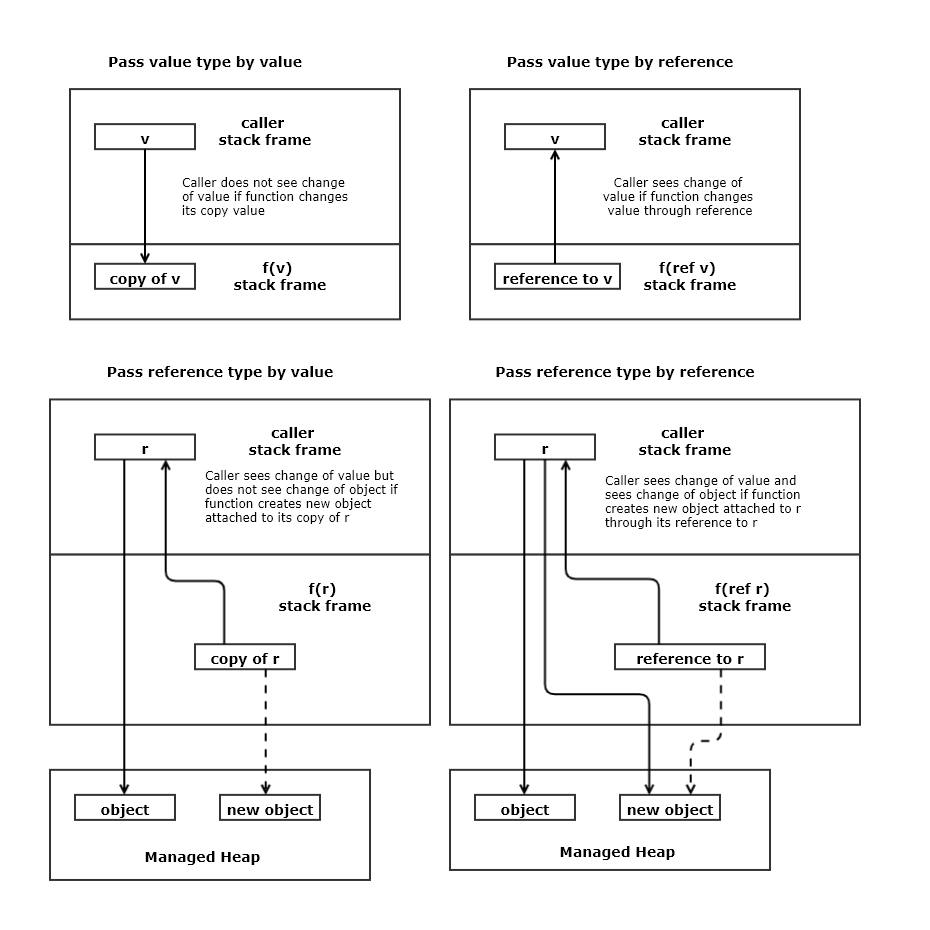 Pass value type by value
v
caller
stack frame
Caller does not see change
of value if function changes
its copy value
copy of v
f(v)
stack frame
Pass value type by reference
v
caller
stack frame
Caller sees change of
value if function changes
value through reference
reference to v
f(ref v)
stack frame
Pass reference type by value
r
caller
stack frame
Caller sees change of value but
does not see change of object if
function creates new object
attached to its copy of r
f(r)
stack frame
copy of r
object
new object
Managed Heap
Pass reference type by reference
r
caller
stack frame
Caller sees change of value and
sees change of object if function
creates new object attached to r
through its reference to r
f(ref r)
stack frame
reference to r
object
new object
Managed Heap